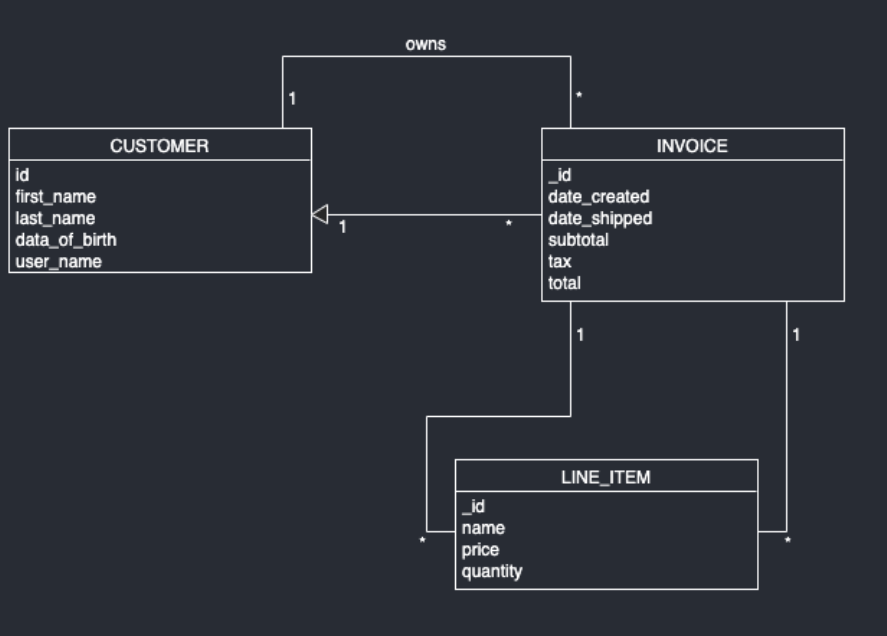 owns
1
*
CUSTOMER
id
first_name
last_name
data_of_birth
user_name
INVOICE
_id
date_created
date_shipped
subtotal
tax
total
1
*
1
1
LINE_ITEM
_id
name
price
quantity
*
*